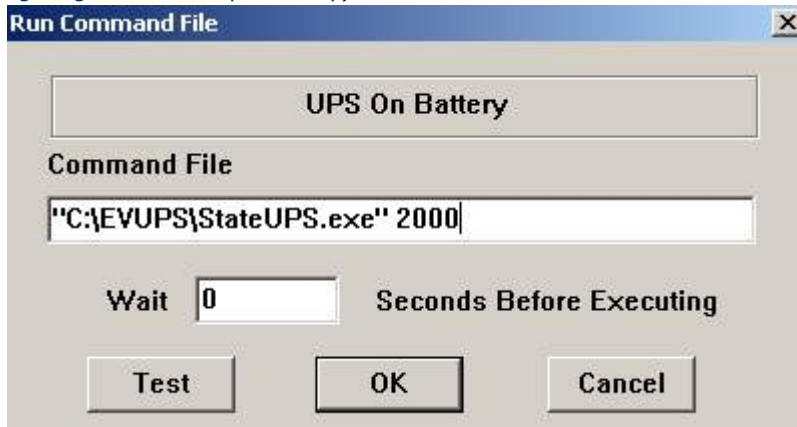 Run Command File
UPS On Battery
Command File
"C:\EVUPS\StateUPS.exe" 2000
Wait 0 Seconds Before Executing
Test OK Cancel